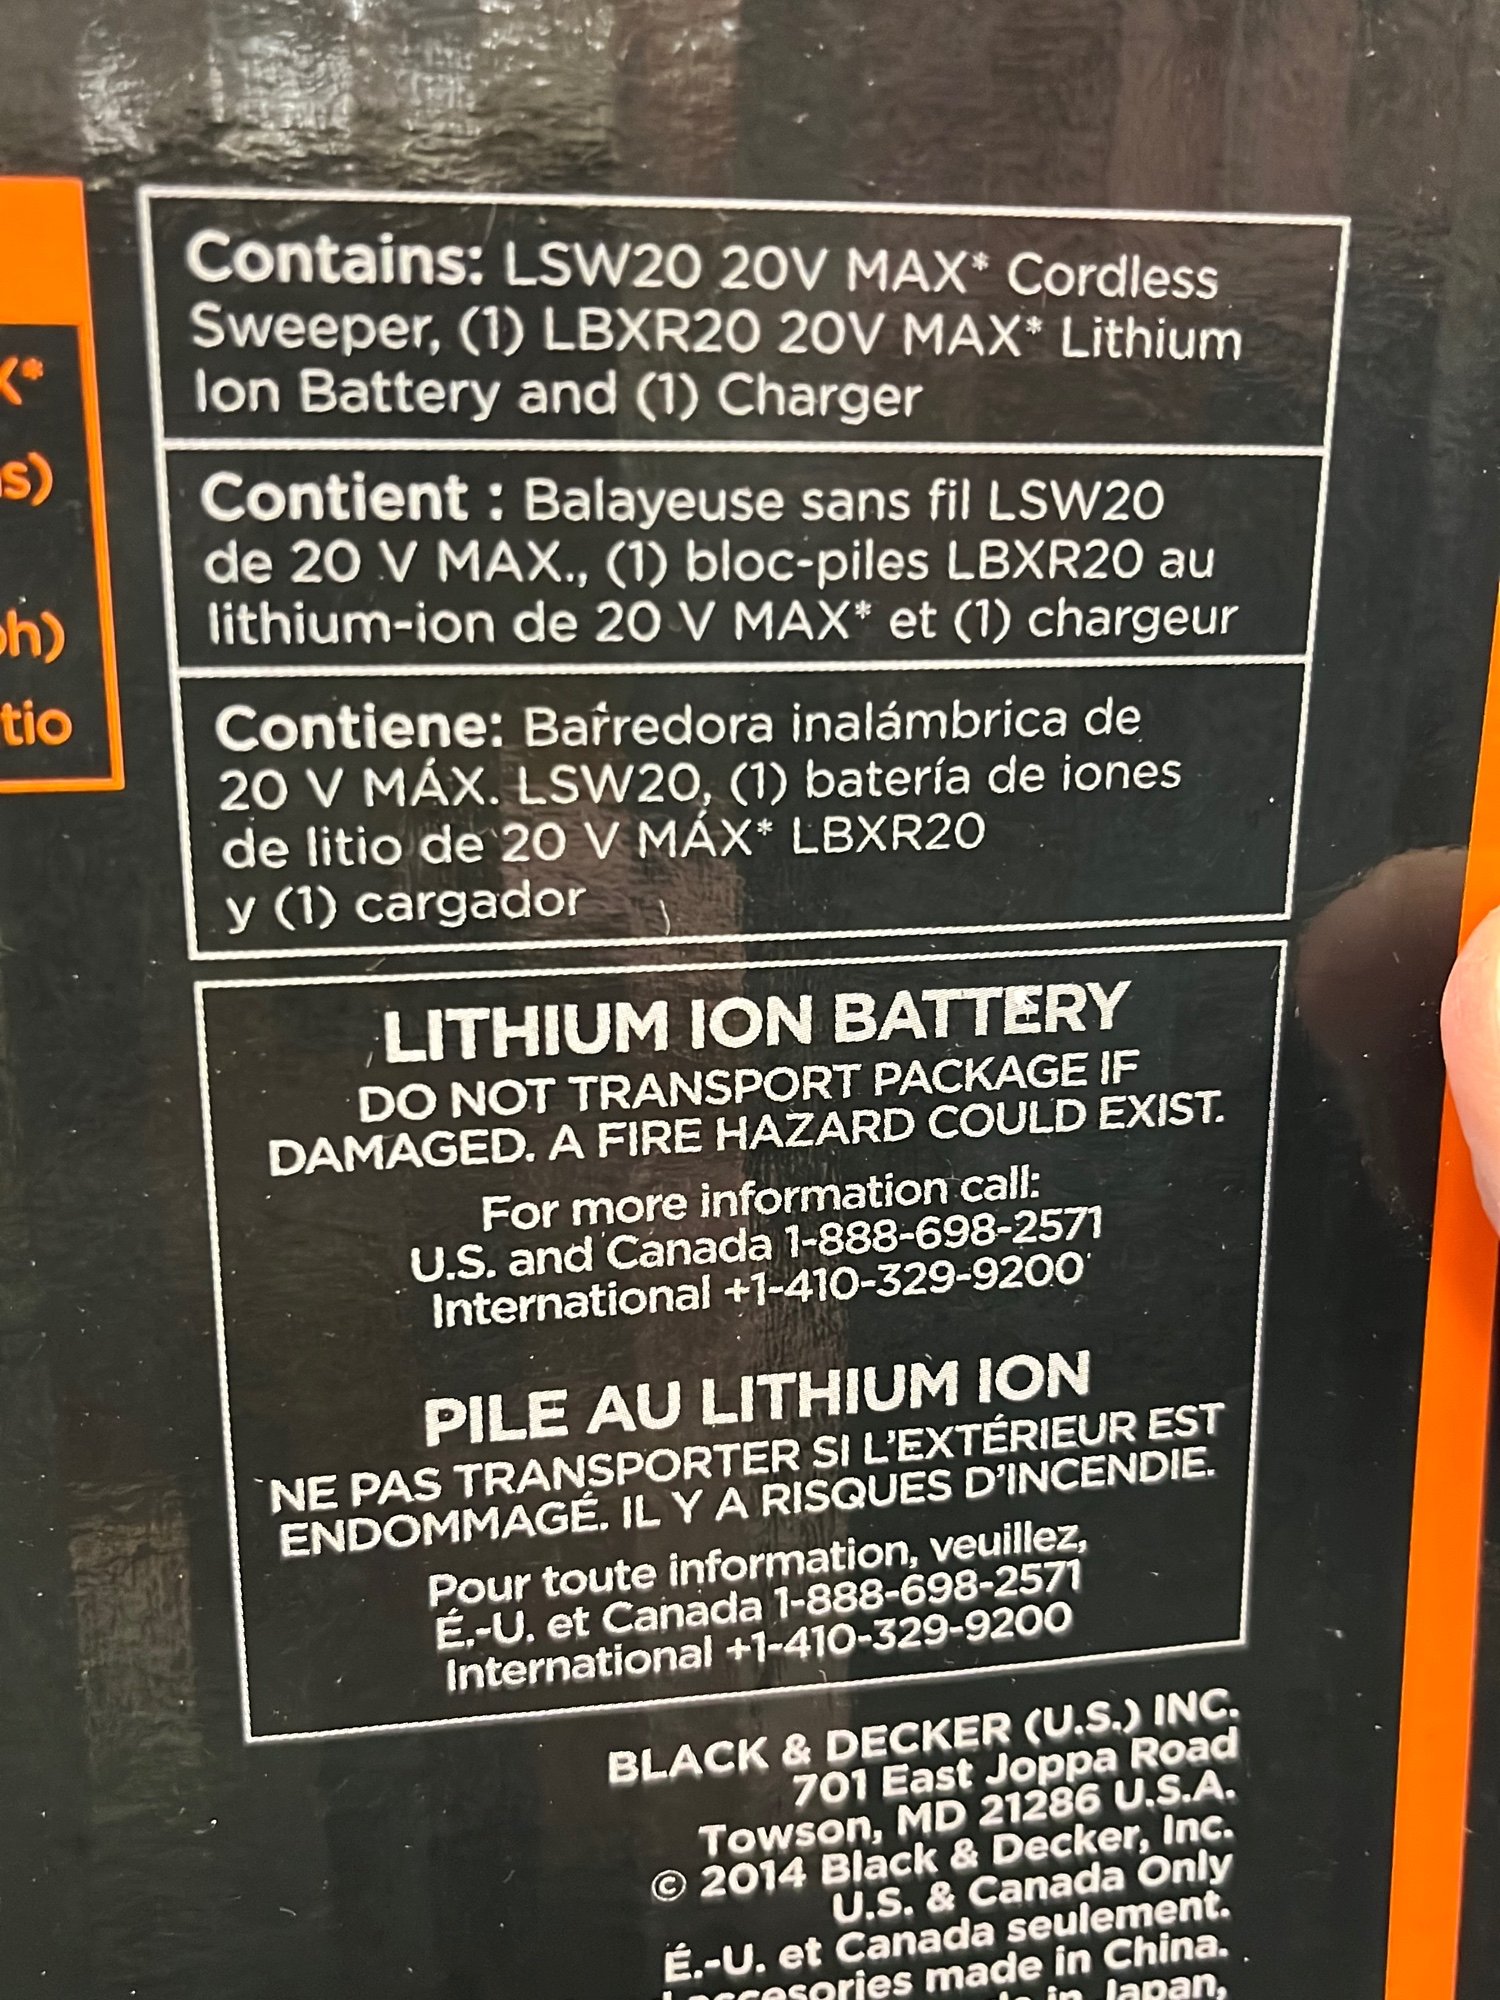 X*
s)
ph)
tio
Contains: LSW20 20V MAX* Cordless
Sweeper, (1) LBXR20 20V MAX* Lithium
Ion Battery and (1) Charger
Contient : Balayeuse sans fil LSW20
de 20 V MAX., (1) bloc-piles LBXR20 au
lithium-ion de 20 V MAX* et (1) chargeur
Contiene: Barredora inalámbrica de
20 V MÁX. LSW20, (1) batería de iones
de litio de 20 V MÁX* LBXR20
y (1) cargador
LITHIUM ION BATTERY
DO NOT TRANSPORT PACKAGE IF
DAMAGED. A FIRE HAZARD COULD EXIST.
For more information call:
U.S. and Canada 1-888-698-2571
International +1-410-329-9200
PILE AU LITHIUM ION
NE PAS TRANSPORTER SI L'EXTÉRIEUR EST
ENDOMMAGÉ. IL Y A RISQUES D'INCENDIE.
Pour toute information, veuillez,
É.-U. et Canada 1-888-698-2571
International +1-410-329-9200
BLACK & DECKER (U.S.) INC.
701 East Joppa Road
Towson, MD 21286 U.S.A.
© 2014 Black & Decker, Inc.
U.S. & Canada Only
É.-U. et Canada seulement.
made in China.
in Japan,